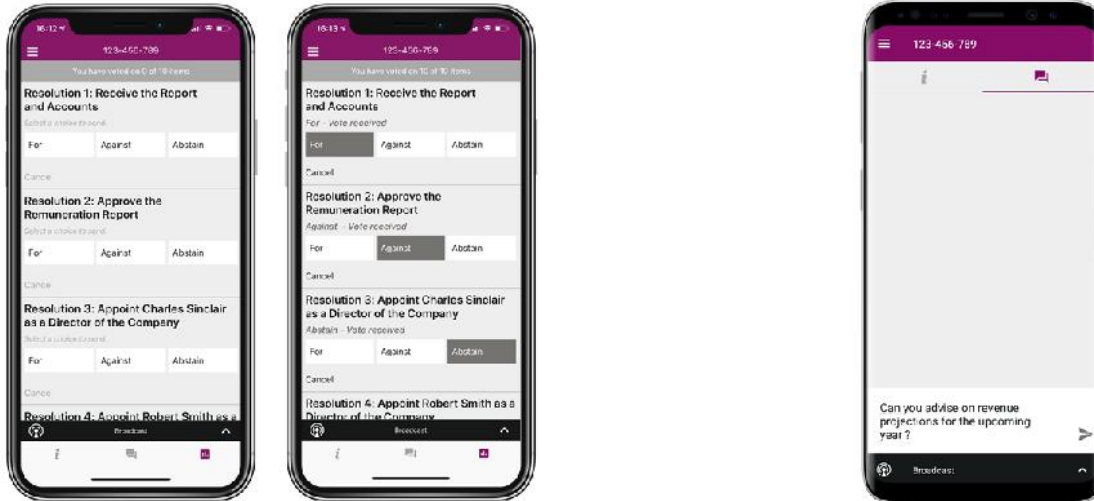 16:12
123-456-789
You have voted on 0 of 10 items
Resolution 1: Receive the Report
and Accounts
Select a choice to send.
For Against Abstain
Cancel
Resolution 2: Approve the
Remuneration Report
Select a choice to send.
For Against Abstain
Cancel
Resolution 3: Appoint Charles Sinclair
as a Director of the Company
Select a choice to send.
For Against Abstain
Cancel
Resolution 4: Appoint Robert Smith as a
Broadcast
16:13
123-456-789
You have voted on 10 of 10 items
Resolution 1: Receive the Report
and Accounts
For - Vote received
For Against Abstain
Cancel
Resolution 2: Approve the
Remuneration Report
Against - Vote received
For Against Abstain
Cancel
Resolution 3: Appoint Charles Sinclair
as a Director of the Company
Abstain - Vote received
For Against Abstain
Cancel
Resolution 4: Appoint Robert Smith as a
Director of the Company
Broadcast
123-456-789
Can you advise on revenue
projections for the upcoming
year?
Broadcast